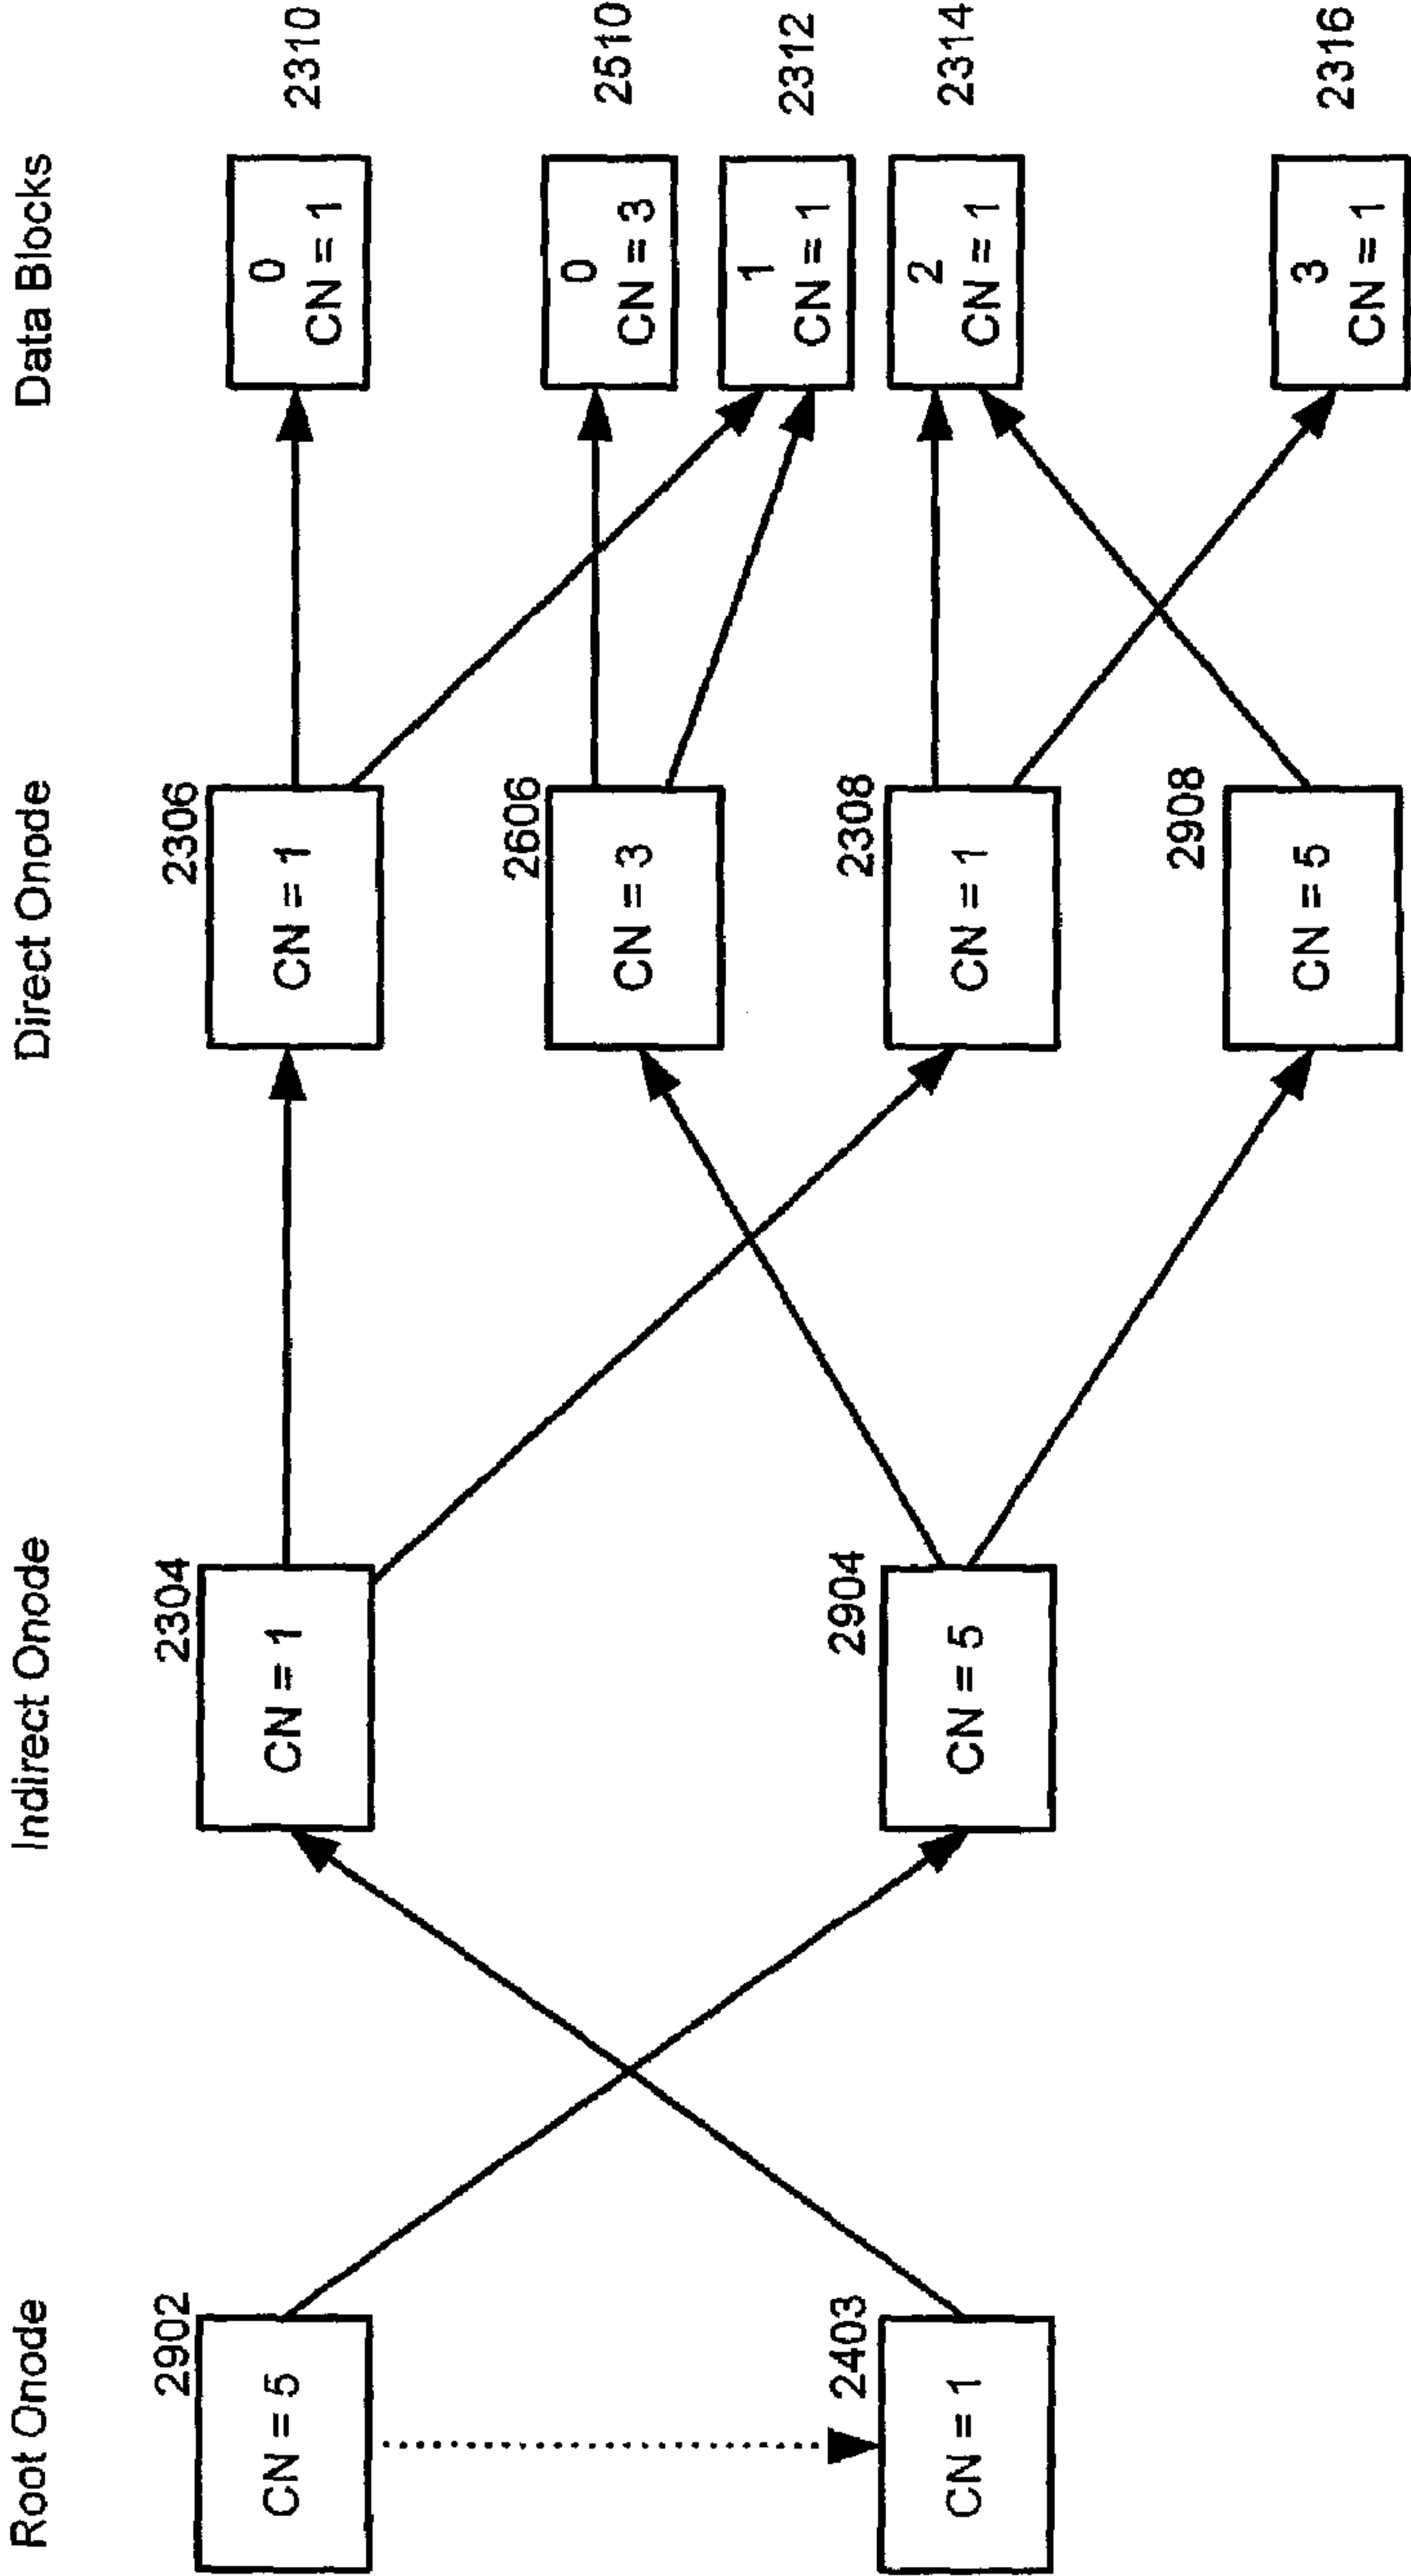 Root Onode
Indirect Onode
Direct Onode
Data Blocks
2902
CN = 5
2304
CN = 1
2306
CN = 1
0
CN = 1
2310
2606
CN = 3
0
CN = 3
2510
1
CN = 1
2312
2403
CN = 1
2904
CN = 5
2308
CN = 1
2
CN = 1
2314
2908
CN = 5
3
CN = 1
2316